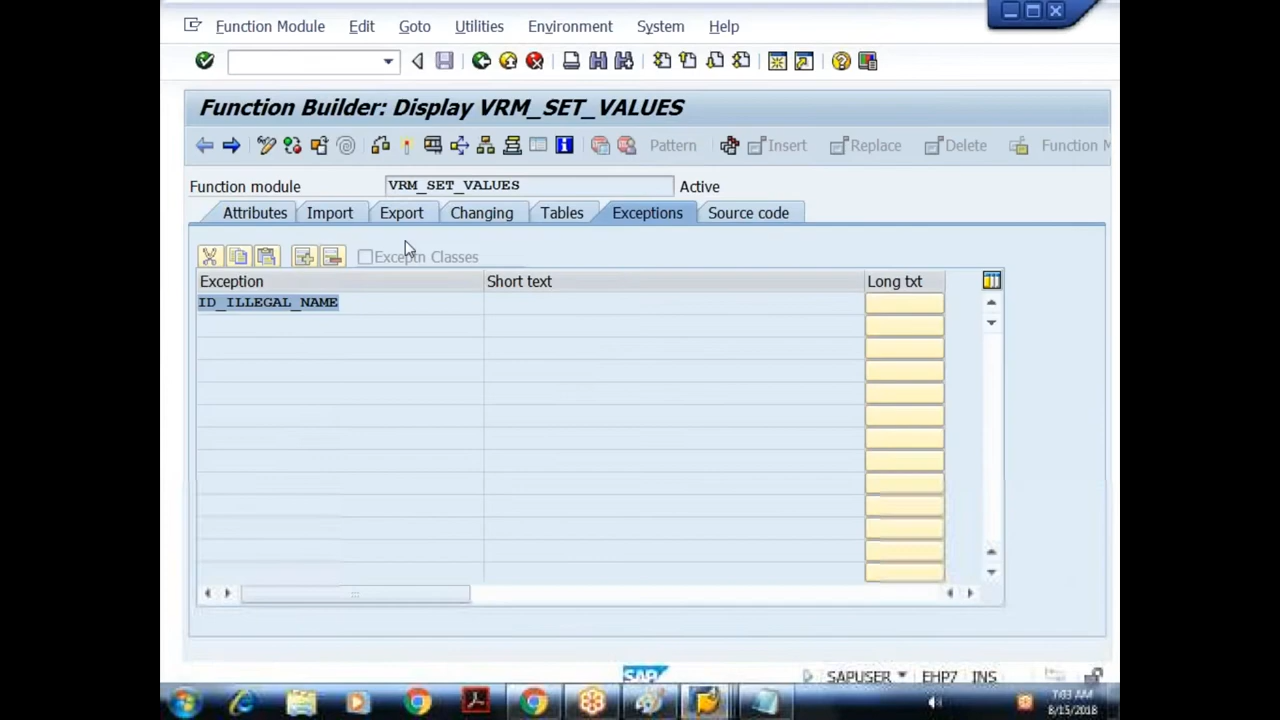 Function Module Edit Goto Utilities Environment System Help
Function Builder: Display VRM_SET_VALUES
Pattern Insert Replace Delete Function M
Function module VRM_SET_VALUES Active
Attributes Import Export Changing Tables Exceptions Source code
Exceptn Classes
Exception Short text Long txt
ID_ILLEGAL_NAME
SAP SAPUSER EHP7 INS
7:03 AM
8/15/2018